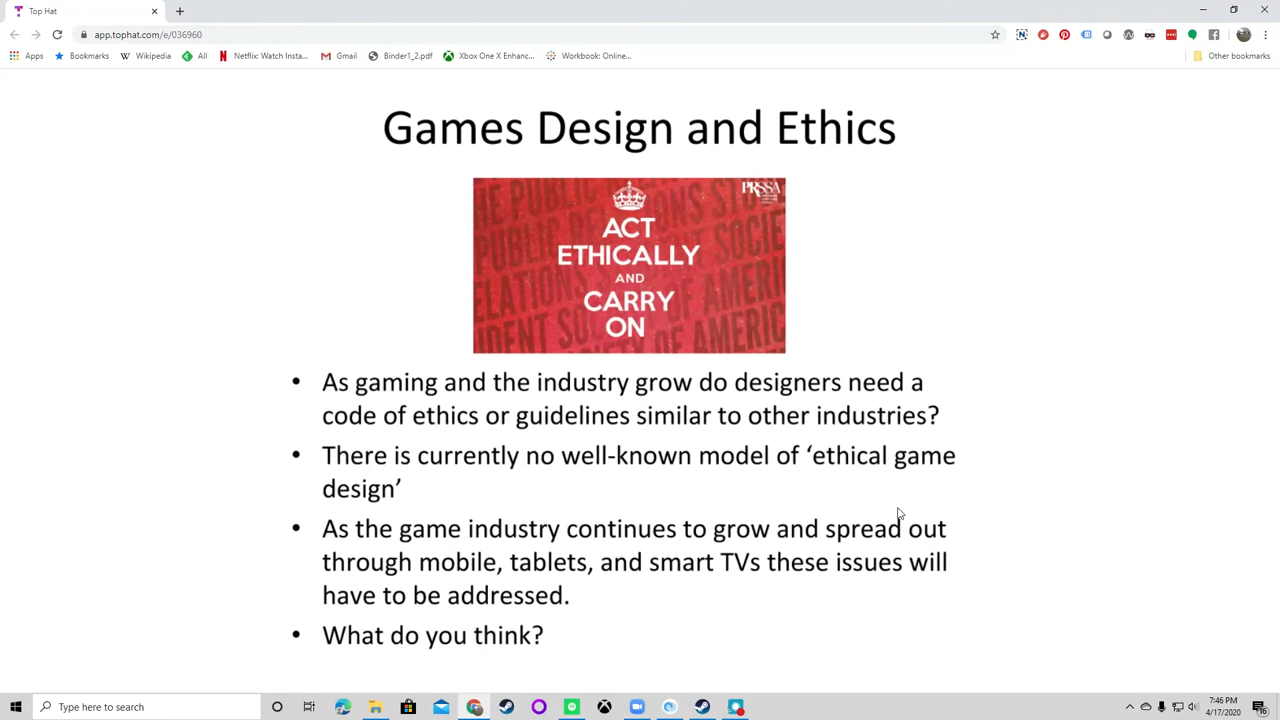 Top Hat
app.tophat.com/e/036960
Apps Bookmarks Wikipedia All Netflix: Watch Insta... Gmail Binder1_2.pdf Xbox One X Enhanc... Workbook: Online... Other bookmarks
Games Design and Ethics
PRSSA
ACT
ETHICALLY
AND
CARRY
ON
• As gaming and the industry grow do designers need a
code of ethics or guidelines similar to other industries?
• There is currently no well-known model of ‘ethical game
design’
• As the game industry continues to grow and spread out
through mobile, tablets, and smart TVs these issues will
have to be addressed.
• What do you think?
Type here to search
7:46 PM
4/17/2020